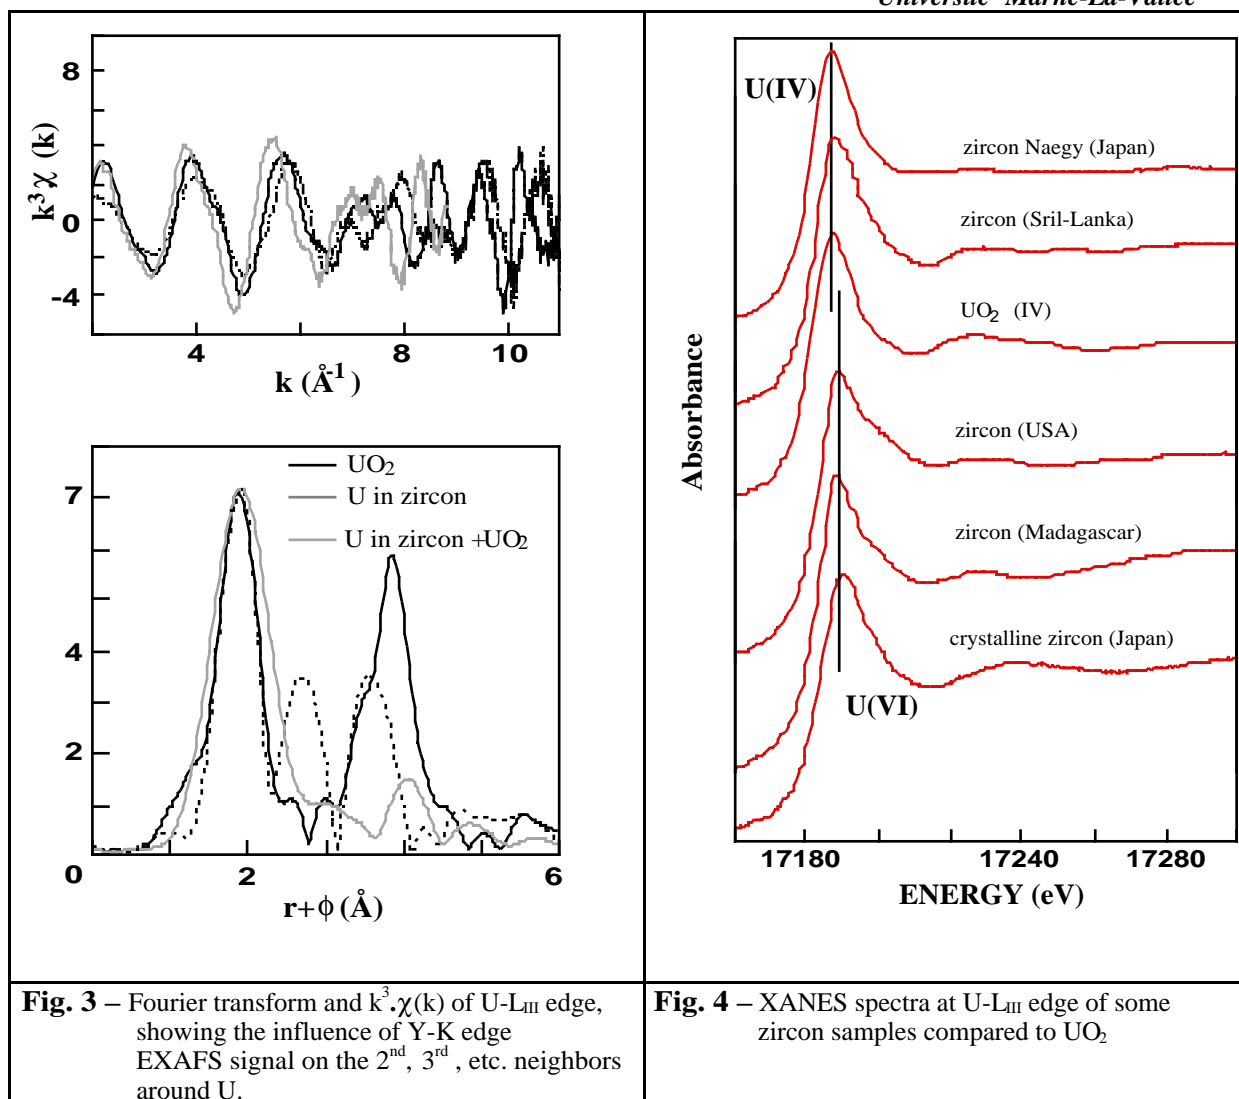 Université Marne-La-Vallée
8
4
0
-4
k³χ (k)
4
8
10
k (Å-1)
7
4
2
0
2
6
r+ϕ (Å)
UO2
U in zircon
U in zircon +UO2
U(IV)
zircon Naegy (Japan)
zircon (Sril-Lanka)
UO2 (IV)
zircon (USA)
zircon (Madagascar)
crystalline zircon (Japan)
U(VI)
Absorbance
17180
17240
17280
ENERGY (eV)
Fig. 3 – Fourier transform and k³.χ(k) of U-LIII edge,
showing the influence of Y-K edge
EXAFS signal on the 2nd, 3rd, etc. neighbors
around U.
Fig. 4 – XANES spectra at U-LIII edge of some
zircon samples compared to UO2